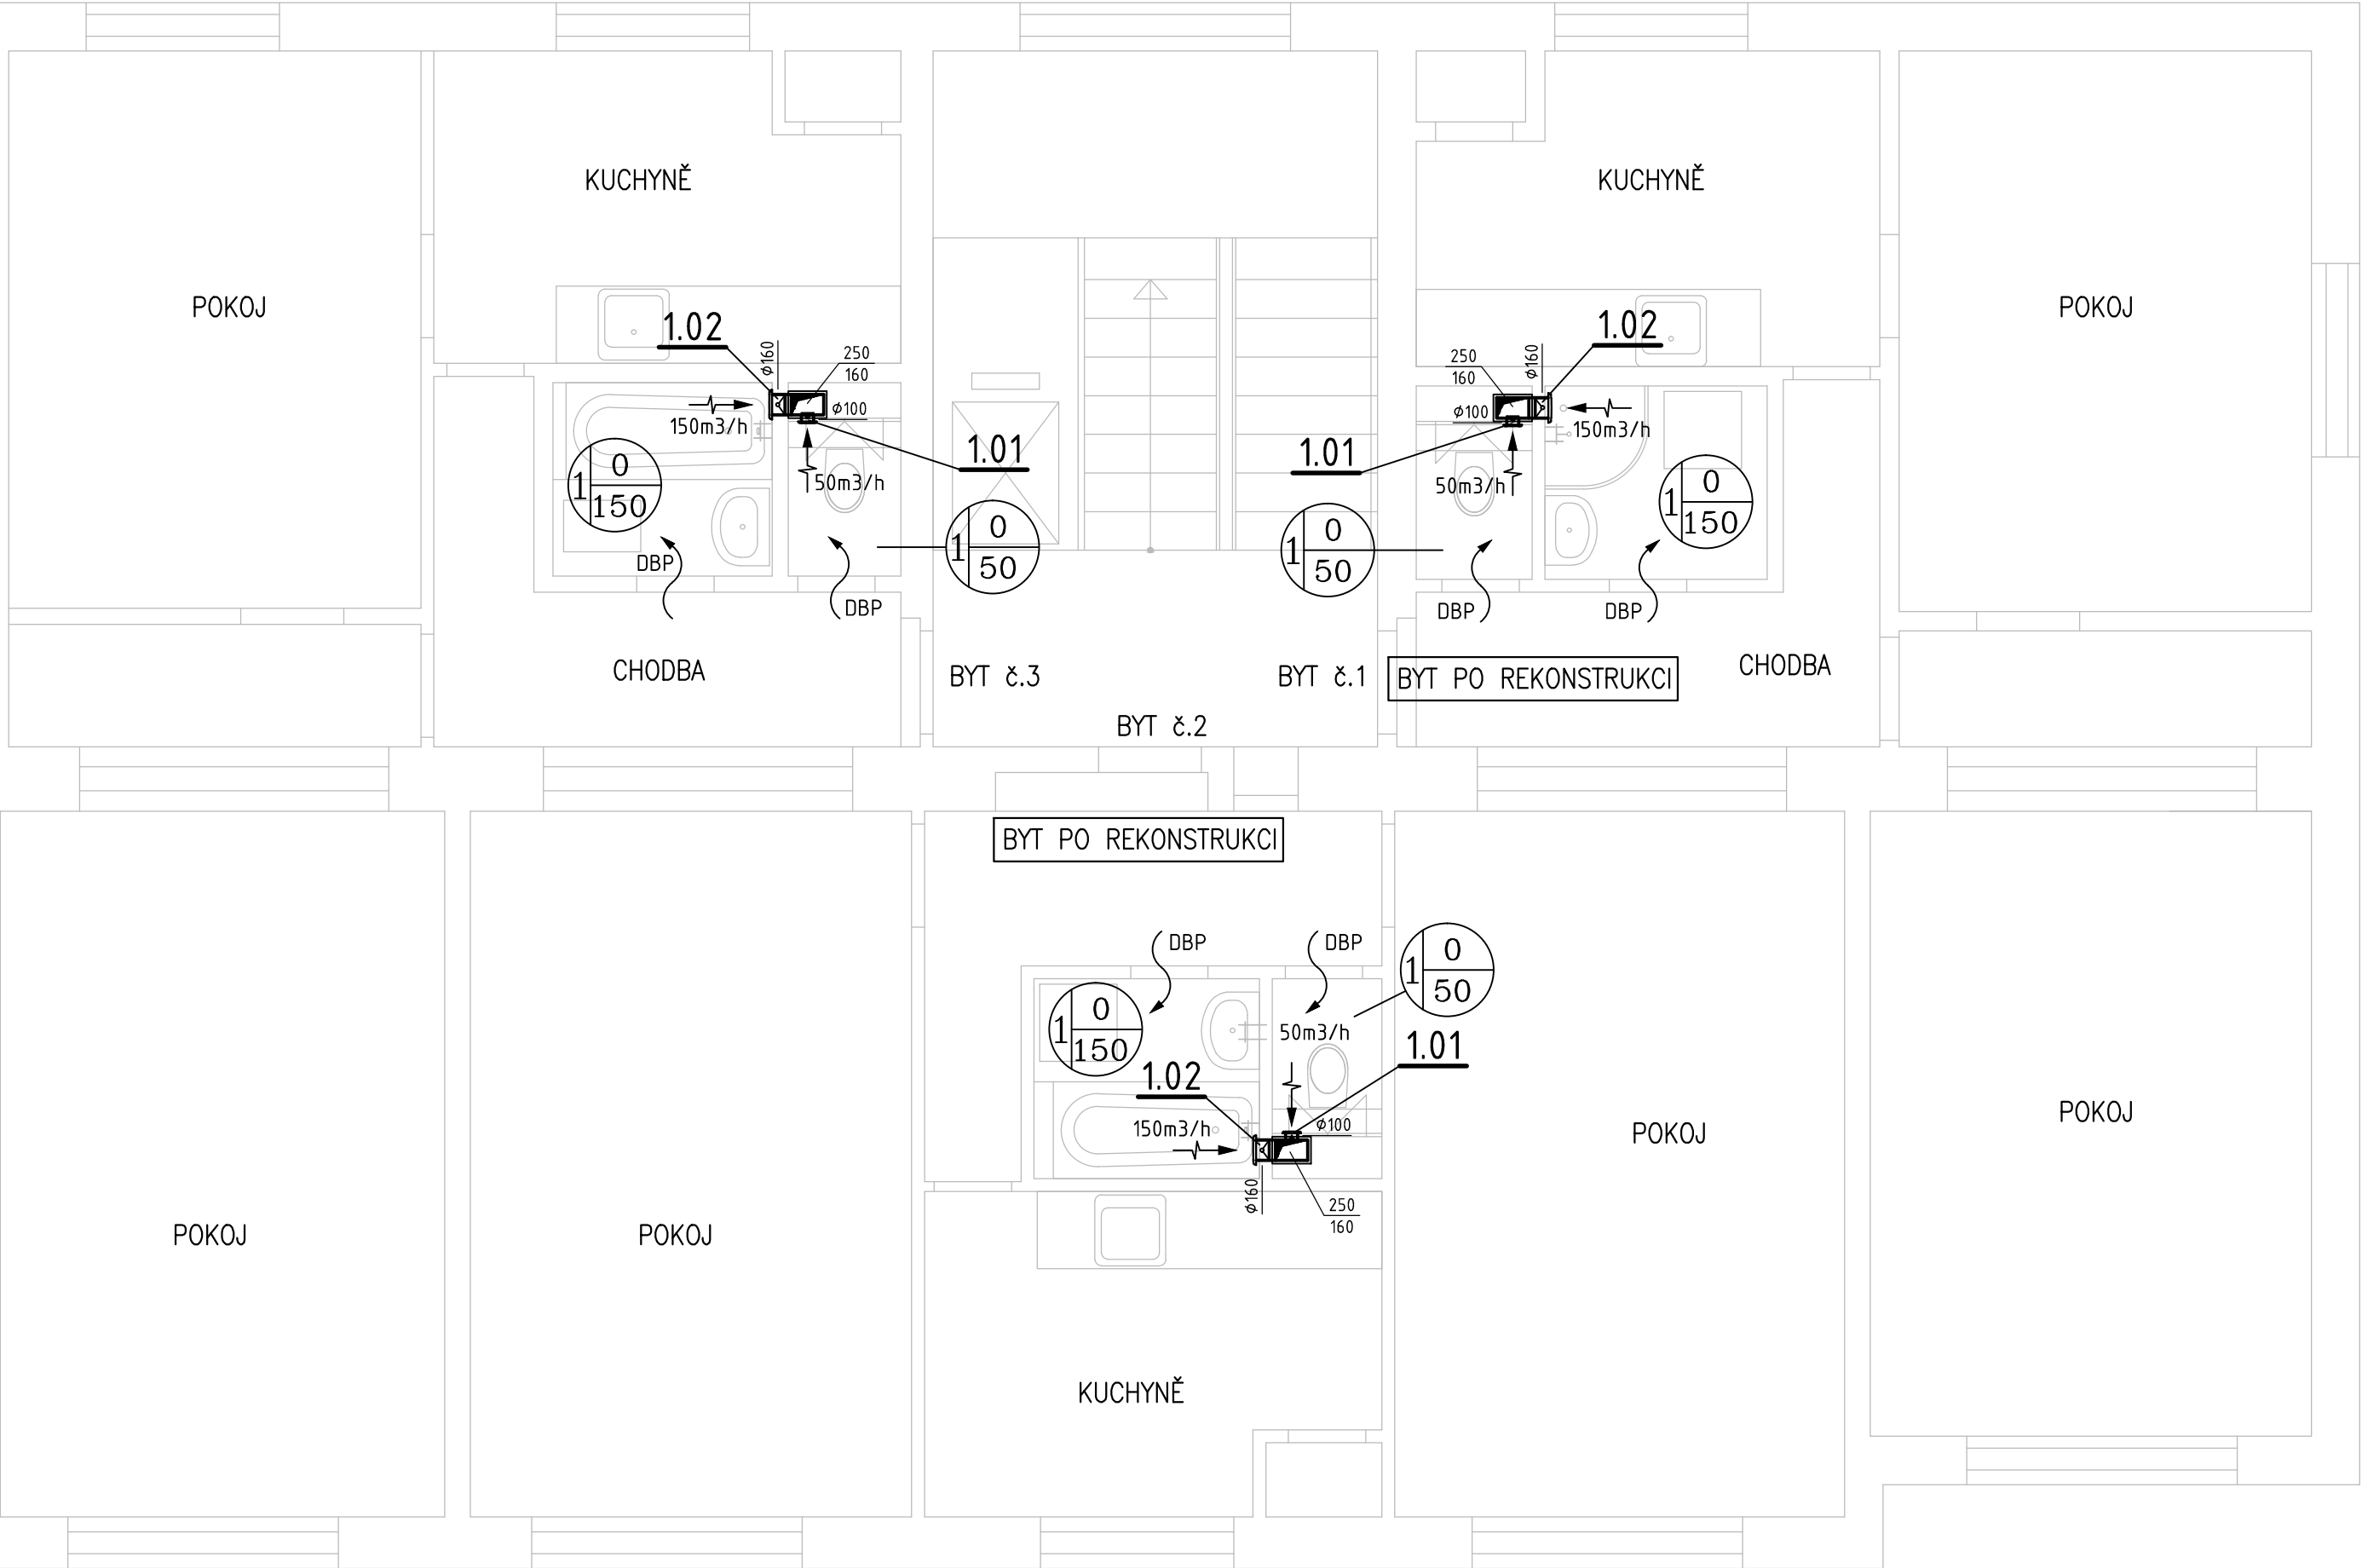 KUCHYNĚ
KUCHYNĚ
POKOJ
POKOJ
1.02
ø160
250
160
ø100
150m3/h
1.01
50m3/h
1
0
150
1
0
50
DBP
DBP
1.02
ø160
250
160
ø100
150m3/h
1.01
50m3/h
1
0
150
1
0
50
DBP
DBP
CHODBA
BYT č.3
BYT č.1
BYT PO REKONSTRUKCI
CHODBA
BYT č.2
BYT PO REKONSTRUKCI
DBP
DBP
1
0
50
1
0
150
50m3/h
1.01
1.02
150m3/h
ø100
ø160
250
160
POKOJ
POKOJ
POKOJ
POKOJ
KUCHYNĚ